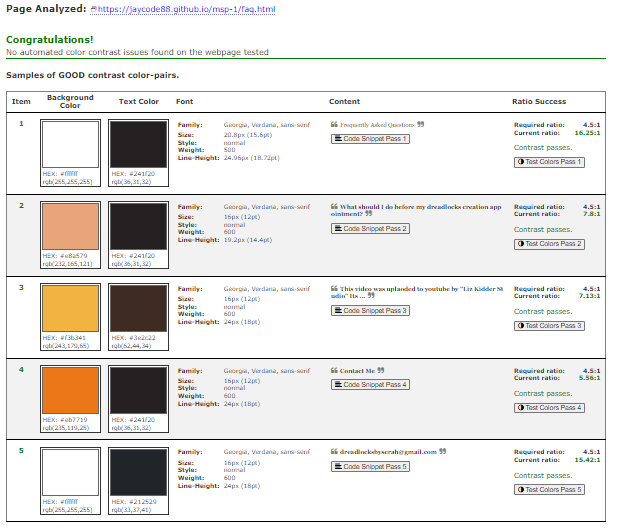 Page Analyzed: https://jaycode88.github.io/msp-1/faq.html
Congratulations!
No automated color contrast issues found on the webpage tested
Samples of GOOD contrast color-pairs.
Item Background Color Text Color Font Content Ratio Success
1
HEX: #ffffff
rgb(255,255,255)
HEX: #241f20
rgb(36,31,32)
Family: Georgia, Verdana, sans-serif
Size: 20.8px (15.6pt)
Style: normal
Weight: 500
Line-Height: 24.96px (18.72pt)
❝ Frequently Asked Questions ❞
Code Snippet Pass 1
Required ratio: 4.5:1
Current ratio: 16.25:1
Contrast passes.
Test Colors Pass 1
2
HEX: #e8a579
rgb(232,165,121)
HEX: #241f20
rgb(36,31,32)
Family: Georgia, Verdana, sans-serif
Size: 16px (12pt)
Style: normal
Weight: 600
Line-Height: 19.2px (14.4pt)
❝ What should I do before my dreadlocks creation app
ointment? ❞
Code Snippet Pass 2
Required ratio: 4.5:1
Current ratio: 7.8:1
Contrast passes.
Test Colors Pass 2
3
HEX: #f3b341
rgb(243,179,65)
HEX: #3e2c22
rgb(62,44,34)
Family: Georgia, Verdana, sans-serif
Size: 16px (12pt)
Style: normal
Weight: 600
Line-Height: 24px (18pt)
❝ This video was uplaoded to youtube by "Liz Kidder St
udio" Its ... ❞
Code Snippet Pass 3
Required ratio: 4.5:1
Current ratio: 7.13:1
Contrast passes.
Test Colors Pass 3
4
HEX: #eb7719
rgb(235,119,25)
HEX: #241f20
rgb(36,31,32)
Family: Georgia, Verdana, sans-serif
Size: 16px (12pt)
Style: normal
Weight: 600
Line-Height: 24px (18pt)
❝ Contact Me ❞
Code Snippet Pass 4
Required ratio: 4.5:1
Current ratio: 5.56:1
Contrast passes.
Test Colors Pass 4
5
HEX: #ffffff
rgb(255,255,255)
HEX: #212529
rgb(33,37,41)
Family: Georgia, Verdana, sans-serif
Size: 16px (12pt)
Style: normal
Weight: 600
Line-Height: 24px (18pt)
❝ dreadlocksbyserah@gmail.com ❞
Code Snippet Pass 5
Required ratio: 4.5:1
Current ratio: 15.42:1
Contrast passes.
Test Colors Pass 5